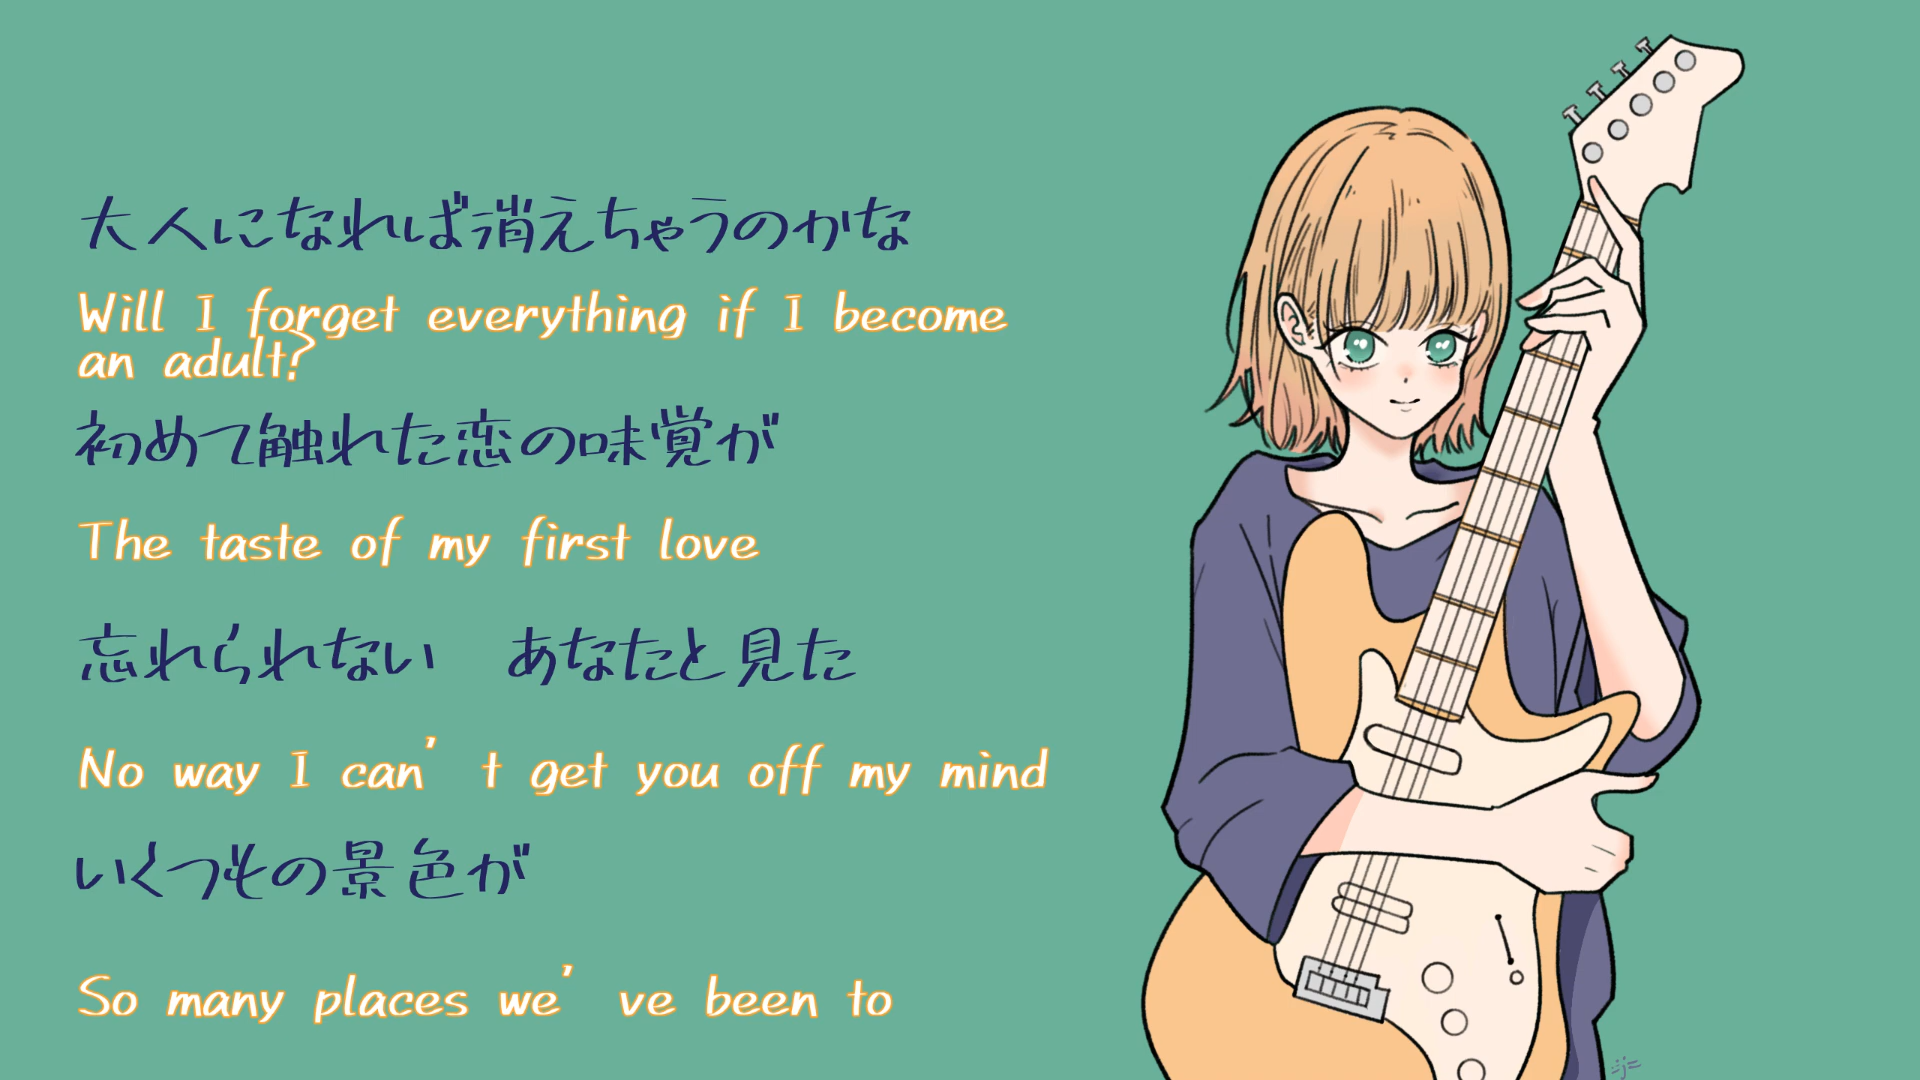 大人になれば消えちゃうのかな
Will I forget everything if I become
an adult?
初めて触れた恋の味覚が
The taste of my first love
忘れられない　あなたと見た
No way I can’t get you off my mind
いくつもの景色が
So many places we’ve been to